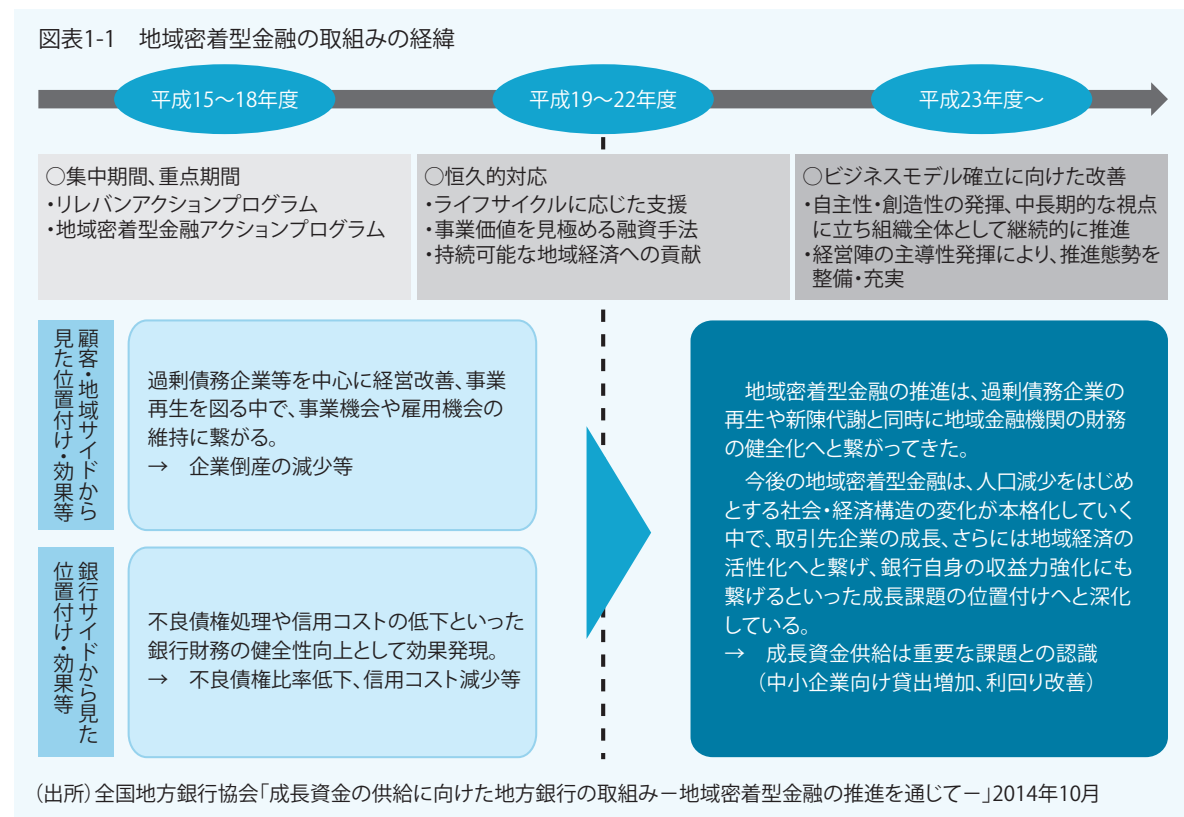 図表1-1　地域密着型金融の取組みの経緯
平成15～18年度
平成19～22年度
平成23年度～
○集中期間、重点期間
・リレバンアクションプログラム
・地域密着型金融アクションプログラム
○恒久的対応
・ライフサイクルに応じた支援
・事業価値を見極める融資手法
・持続可能な地域経済への貢献
○ビジネスモデル確立に向けた改善
・自主性・創造性の発揮、中長期的な視点
に立ち組織全体として継続的に推進
・経営陣の主導性発揮により、推進態勢を
整備・充実
顧客・地域サイドから
見た位置付け・効果等
過剰債務企業等を中心に経営改善、事業
再生を図る中で、事業機会や雇用機会の
維持に繋がる。
→　企業倒産の減少等
銀行サイドから見た
位置付け・効果等
不良債権処理や信用コストの低下といった
銀行財務の健全性向上として効果発現。
→　不良債権比率低下、信用コスト減少等
地域密着型金融の推進は、過剰債務企業の
再生や新陳代謝と同時に地域金融機関の財務
の健全化へと繋がってきた。
今後の地域密着型金融は、人口減少をはじめ
とする社会・経済構造の変化が本格化していく
中で、取引先企業の成長、さらには地域経済の
活性化へと繋げ、銀行自身の収益力強化にも
繋げるといった成長課題の位置付けへと深化
している。
→　成長資金供給は重要な課題との認識
（中小企業向け貸出増加、利回り改善）
（出所）全国地方銀行協会「成長資金の供給に向けた地方銀行の取組み－地域密着型金融の推進を通じて－」2014年10月